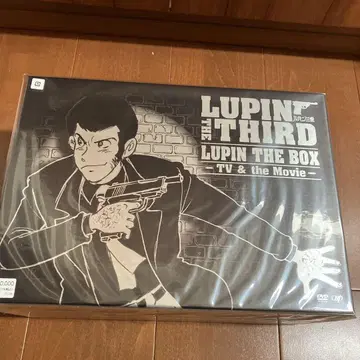 LUPIN
THE
THIRD
ルパン三世
LUPIN THE BOX
– TV & the Movie –
DVD